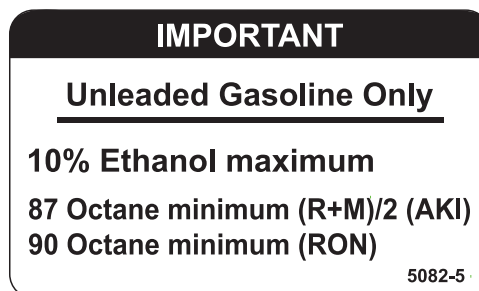 IMPORTANT
Unleaded Gasoline Only
10% Ethanol maximum
87 Octane minimum (R+M)/2 (AKI)
90 Octane minimum (RON)
5082-5